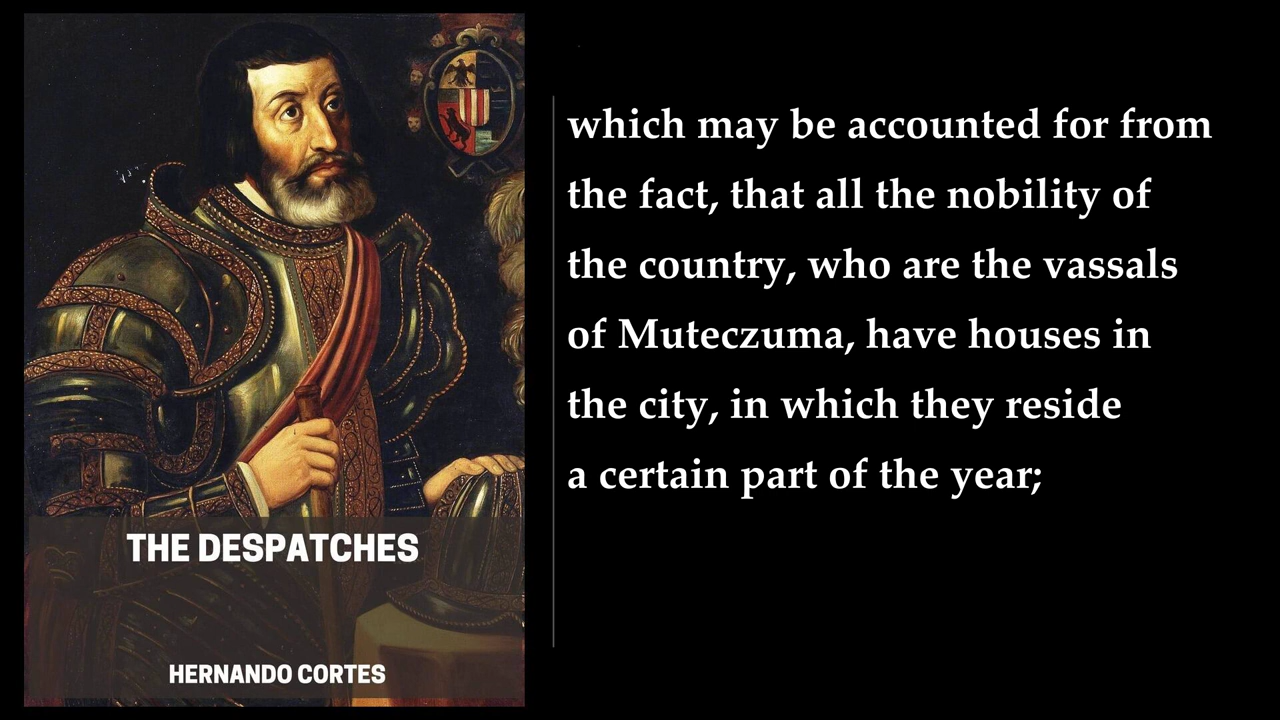 THE DESPATCHES
HERNANDO CORTES
which may be accounted for from
the fact, that all the nobility of
the country, who are the vassals
of Muteczuma, have houses in
the city, in which they reside
a certain part of the year;